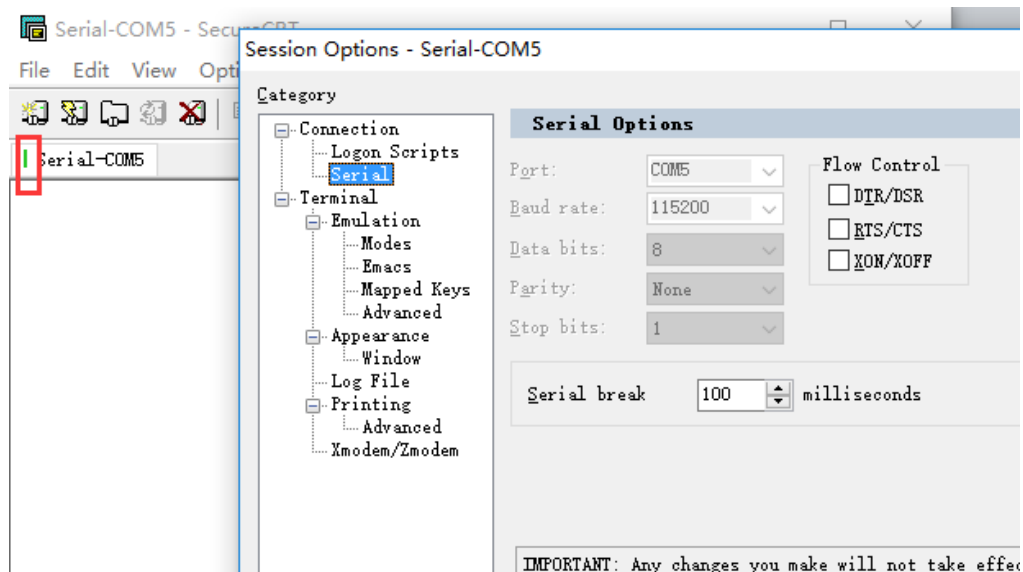 Serial-COM5 - SecureCRT
File Edit View Opti
Serial-COM5
Session Options - Serial-COM5
Category
Connection
Logon Scripts
Serial
Terminal
Emulation
Modes
Emacs
Mapped Keys
Advanced
Appearance
Window
Log File
Printing
Advanced
Xmodem/Zmodem
Serial Options
Port: COM5
Baud rate: 115200
Data bits: 8
Parity: None
Stop bits: 1
Flow Control
DTR/DSR
RTS/CTS
XON/XOFF
Serial break 100 milliseconds
IMPORTANT: Any changes you make will not take effec